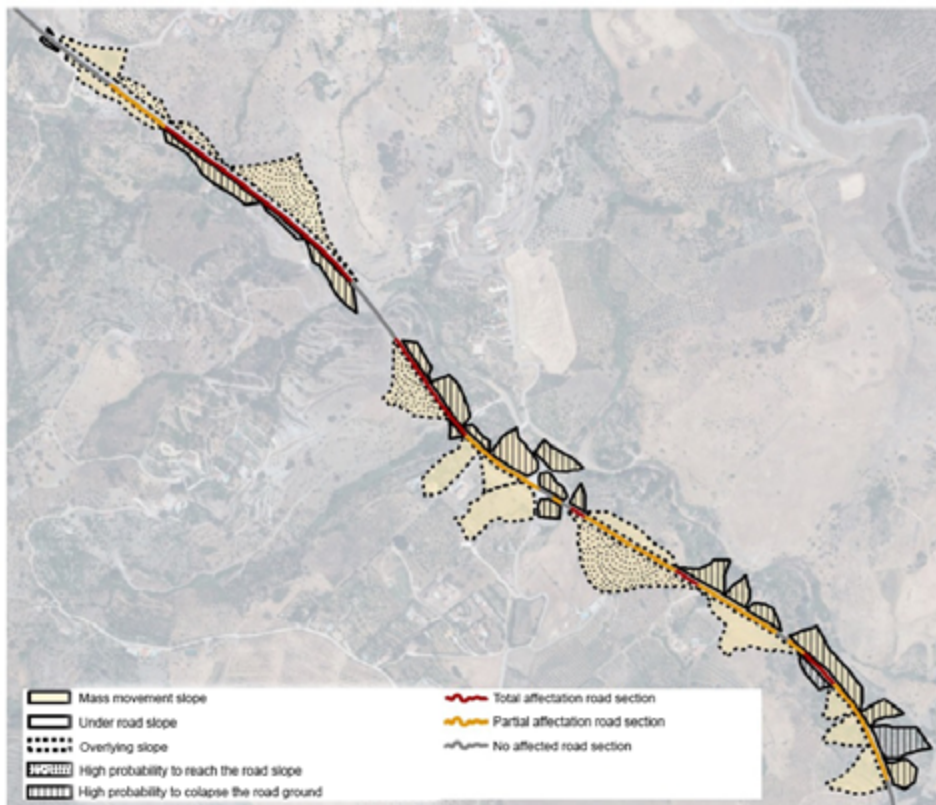 Mass movement slope
Under road slope
Overlying slope
High probability to reach the road slope
High probability to colapse the road ground
Total affectation road section
Partial affectation road section
No affected road section